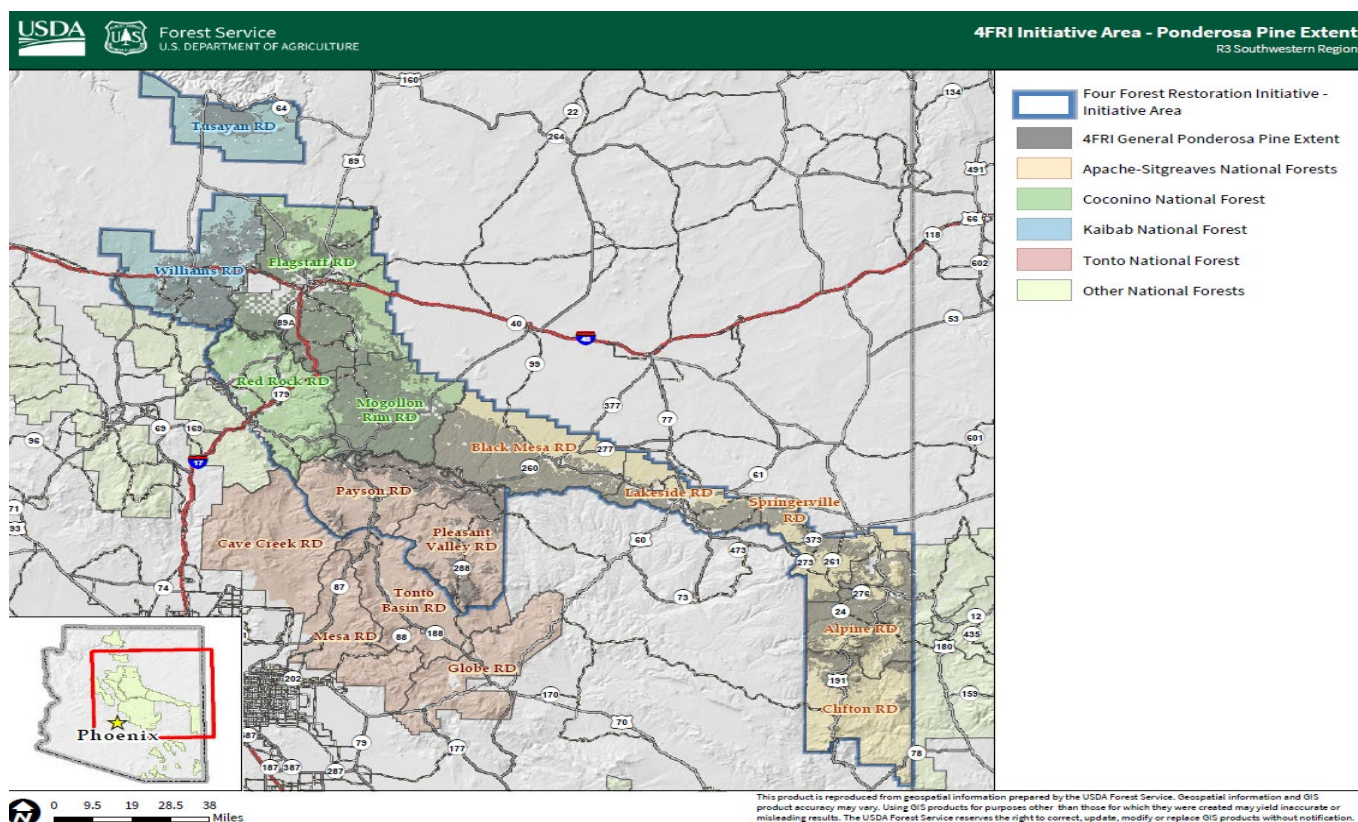 USDA
UAS
Forest Service
U.S. DEPARTMENT OF AGRICULTURE
4FRI Initiative Area - Ponderosa Pine Extent
R3 Southwestern Region
Four Forest Restoration Initiative -
Initiative Area
4FRI General Ponderosa Pine Extent
Apache-Sitgreaves National Forests
Coconino National Forest
Kaibab National Forest
Tonto National Forest
Other National Forests
160
64
Tusayan RD
22
264
134
89
491
66
118
602
Williams RD
Flagstaff RD
89A
40
40
53
99
Red Rock RD
179
Mogollon
Rim RD
377
77
69
169
96
17
Black Mesa RD
277
260
601
61
Payson RD
Lakeside RD
Springerville
RD
71
93
Cave Creek RD
Pleasant
Valley RD
288
60
473
373
273
261
74
87
Tonto
Basin RD
73
276
24
12
435
Mesa RD
88
188
Alpine RD
180
Globe RD
202
191
159
170
70
Clifton RD
Phoenix
79
177
78
187
387
287
0 9.5 19 28.5 38
Miles
This product is reproduced from geospatial information prepared by the USDA Forest Service. Geospatial information and GIS
product accuracy may vary. Using GIS products for purposes other than those for which they were created may yield inaccurate or
misleading results. The USDA Forest Service reserves the right to correct, update, modify or replace GIS products without notification.